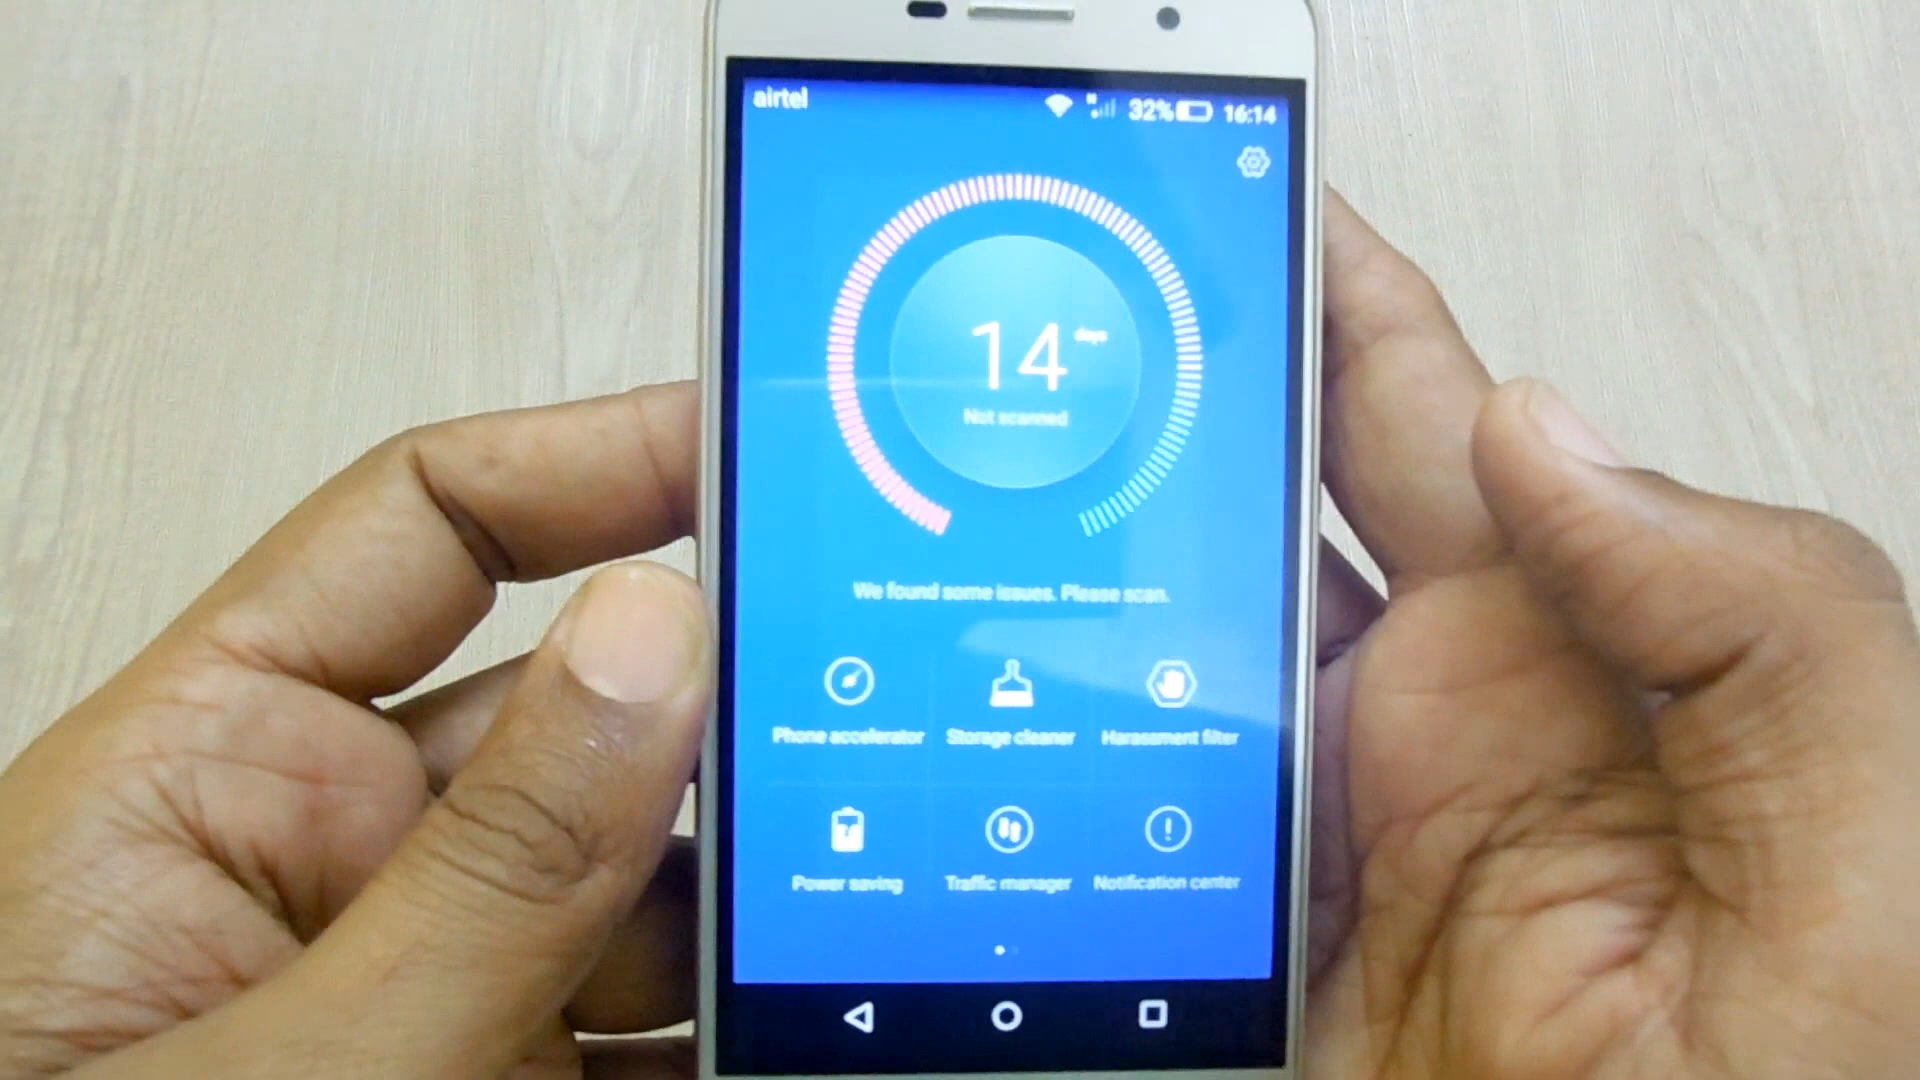 airtel 32% 16:14
14 days
Not scanned
We found some issues. Please scan.
Phone accelerator Storage cleaner Harassment filter
Power saving Traffic manager Notification center